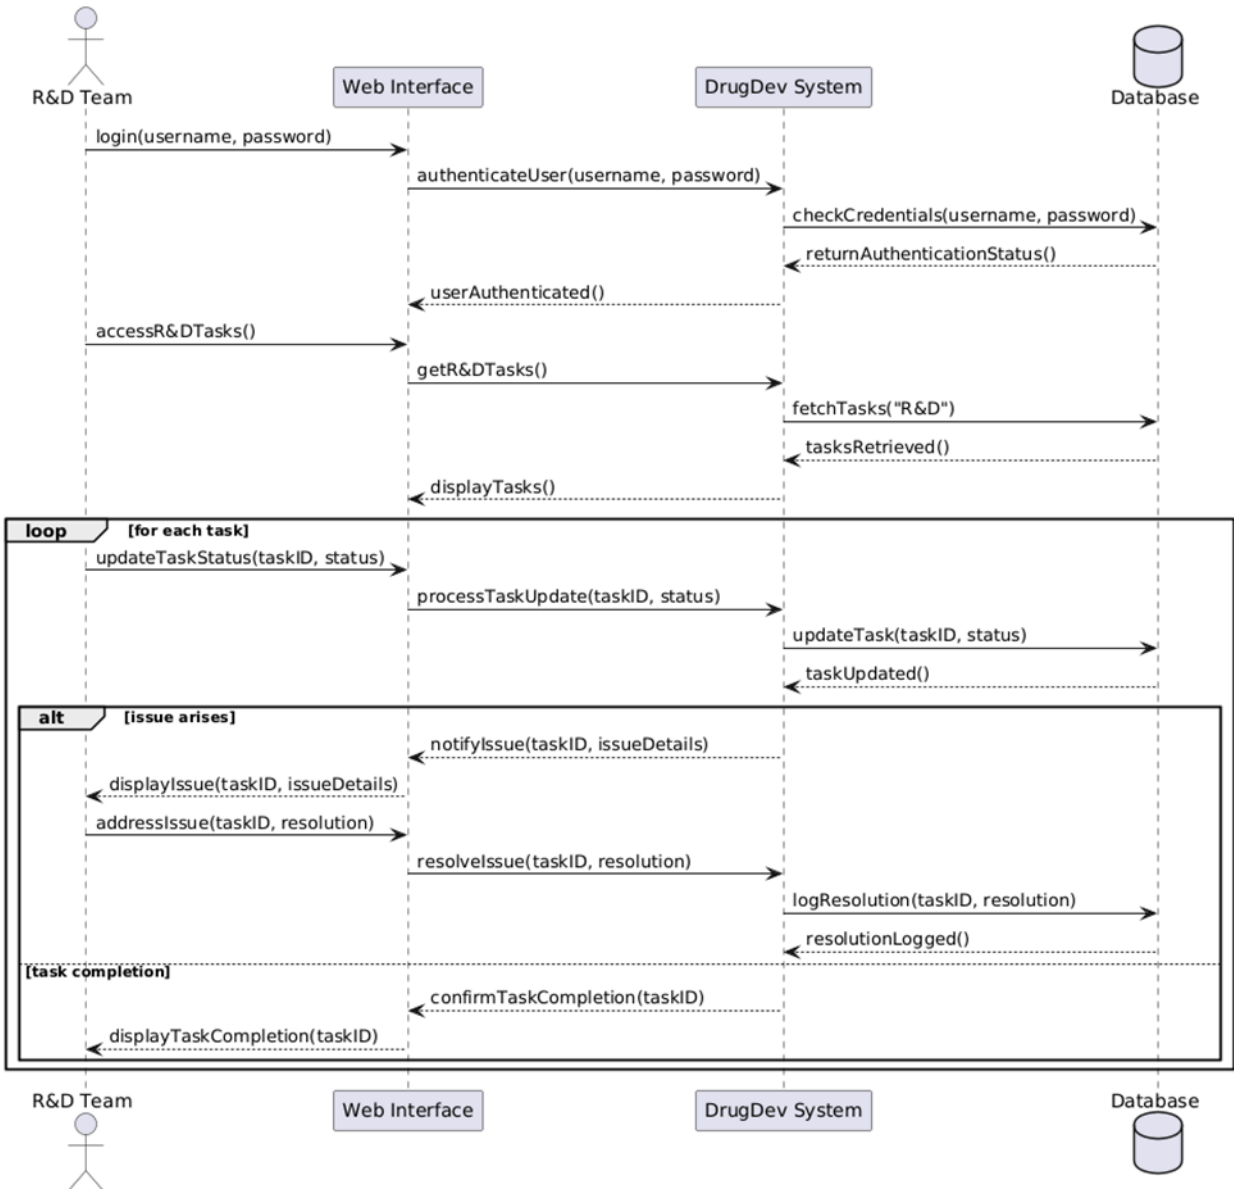 R&D Team
Web Interface
DrugDev System
Database
login(username, password)
authenticateUser(username, password)
checkCredentials(username, password)
returnAuthenticationStatus()
userAuthenticated()
accessR&DTasks()
getR&DTasks()
fetchTasks("R&D")
tasksRetrieved()
displayTasks()
loop [for each task]
updateTaskStatus(taskID, status)
processTaskUpdate(taskID, status)
updateTask(taskID, status)
taskUpdated()
alt [issue arises]
notifyIssue(taskID, issueDetails)
displayIssue(taskID, issueDetails)
addressIssue(taskID, resolution)
resolveIssue(taskID, resolution)
logResolution(taskID, resolution)
resolutionLogged()
[task completion]
confirmTaskCompletion(taskID)
displayTaskCompletion(taskID)
R&D Team
Web Interface
DrugDev System
Database